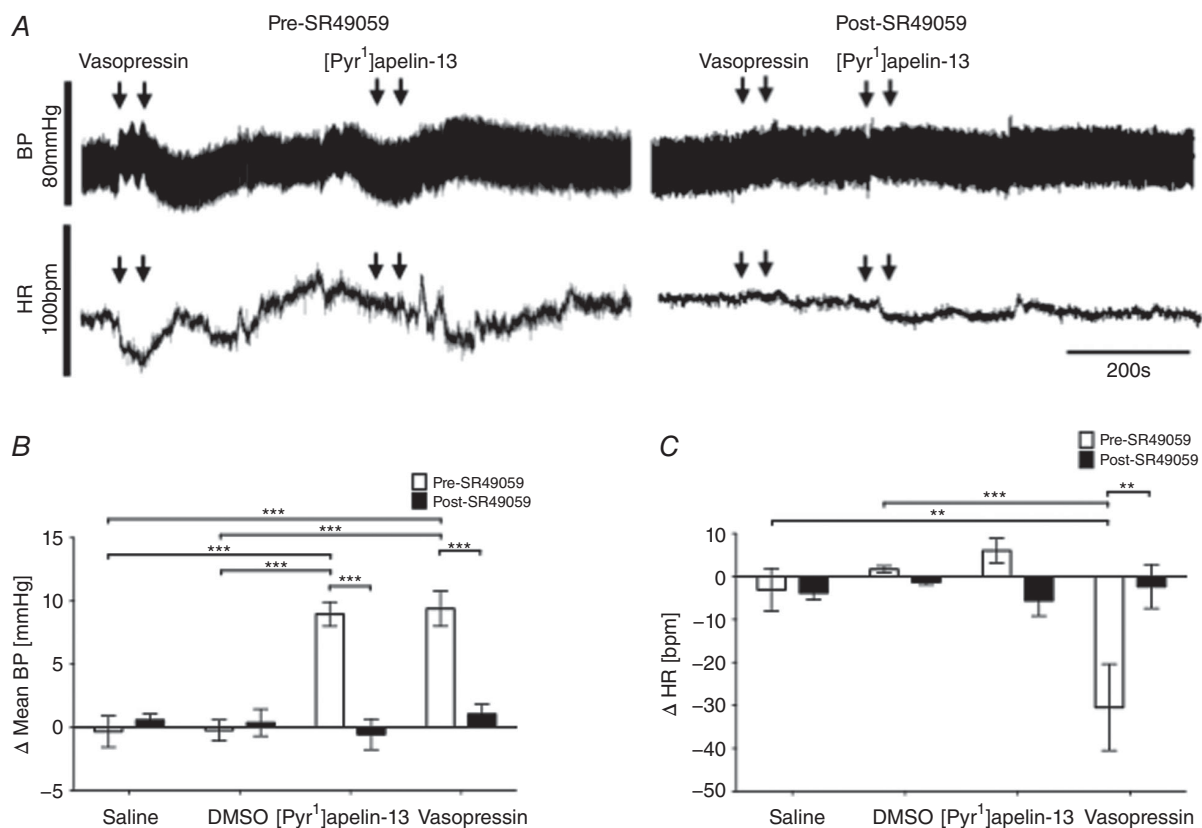 A
Pre-SR49059
Post-SR49059
Vasopressin
[Pyr¹]apelin-13
Vasopressin
[Pyr¹]apelin-13
BP
80mmHg
HR
100bpm
200s
B
Pre-SR49059
Post-SR49059
***
***
***
***
***
***
15
10
5
0
−5
Δ Mean BP [mmHg]
Saline
DMSO
[Pyr¹]apelin-13
Vasopressin
C
Pre-SR49059
Post-SR49059
**
***
**
10
0
−10
−20
−30
−40
−50
Δ HR [bpm]
Saline
DMSO
[Pyr¹]apelin-13
Vasopressin